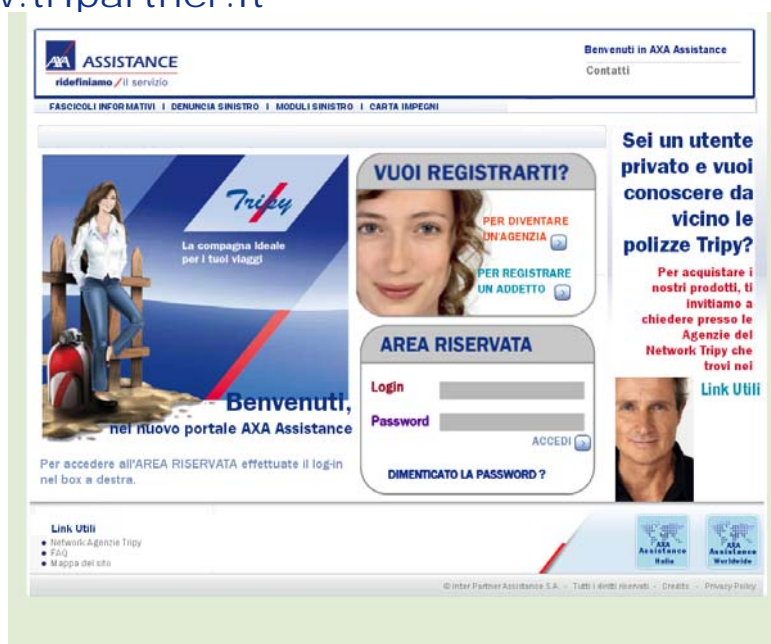 w.tripartner.it
AXA ASSISTANCE
ridefiniamo / il servizio
Benvenuti in AXA Assistance
Contatti
FASCICOLI INFORMATIVI I DENUNCIA SINISTRO I MODULI SINISTRO I CARTA IMPEGNI
Tripy
La compagna Ideale
per i tuoi viaggi
Benvenuti,
nel nuovo portale AXA Assistance
Per accedere all'AREA RISERVATA effettuate il log-in
nel box a destra.
VUOI REGISTRARTI?
PER DIVENTARE
UN'AGENZIA
PER REGISTRARE
UN ADDETTO
AREA RISERVATA
Login
Password
ACCEDI
DIMENTICATO LA PASSWORD ?
Sei un utente
privato e vuoi
conoscere da
vicino le
polizze Tripy?
Per acquistare i
nostri prodotti, ti
invitiamo a
chiedere presso le
Agenzie del
Network Tripy che
trovi nei
Link Utili
Link Utili
Network Agenzie Tripy
FAQ
Mappa del sito
AXA
Assistance
Italia
AXA
Assistance
Worldwide
© Inter Partner Assistance S.A. - Tutti i diritti riservati - Credits - Privacy Policy